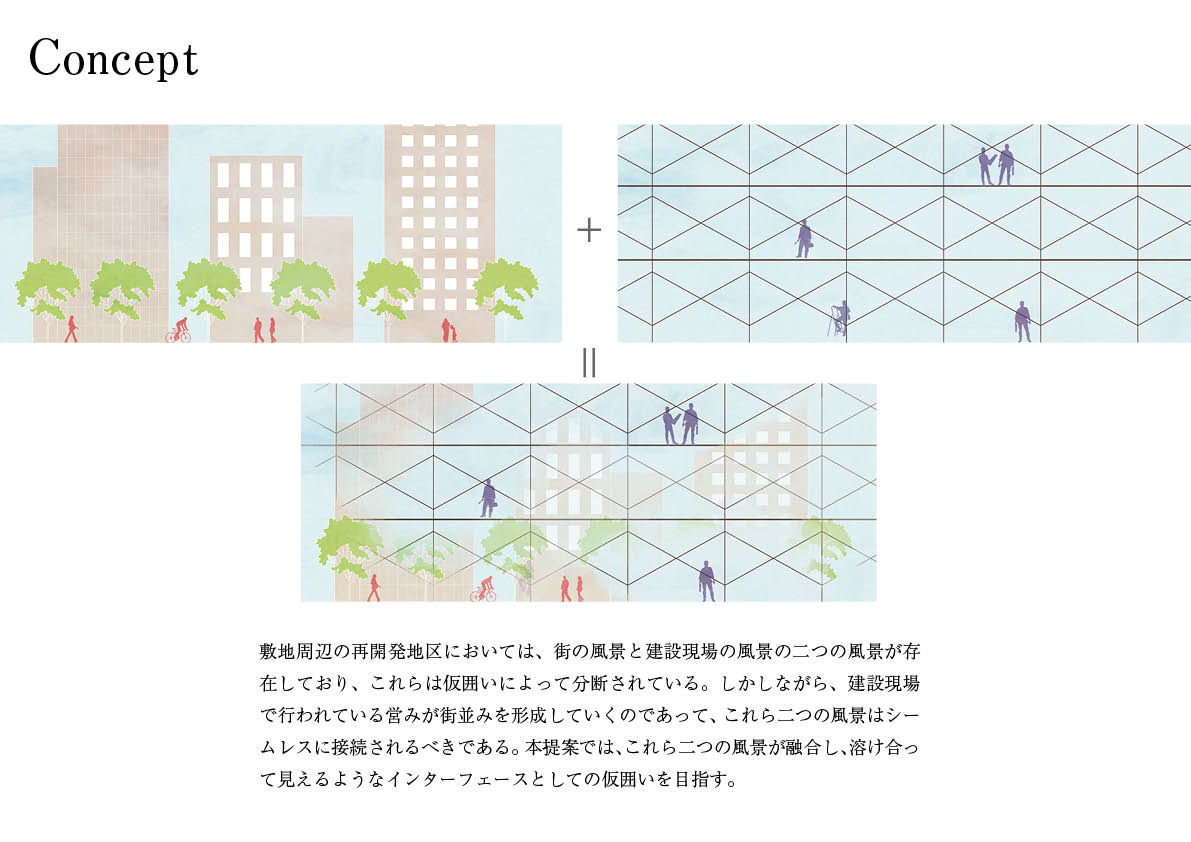 Concept
+
||
敷地周辺の再開発地区においては、街の風景と建設現場の風景の二つの風景が存
在しており、これらは仮囲いによって分断されている。しかしながら、建設現場
で行われている営みが街並みを形成していくのであって、これら二つの風景はシー
ムレスに接続されるべきである。本提案では、これら二つの風景が融合し、溶け合っ
て見えるようなインターフェースとしての仮囲いを目指す。